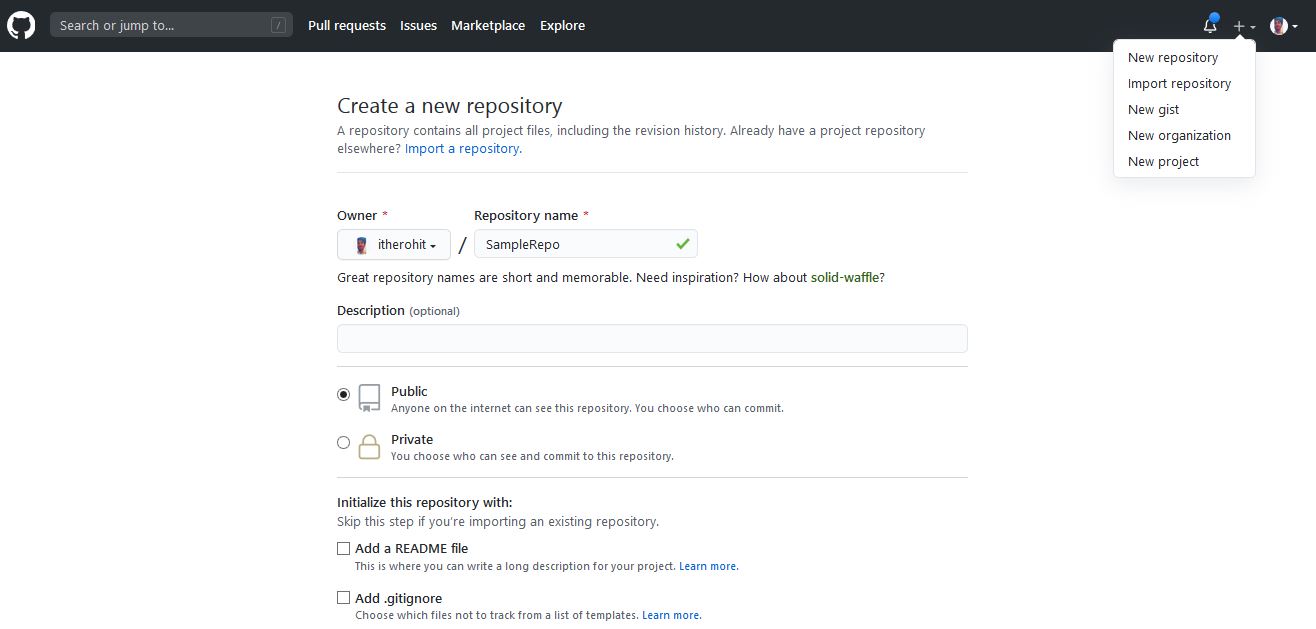 Search or jump to...
/
Pull requests
Issues
Marketplace
Explore
New repository
Import repository
New gist
New organization
New project
Create a new repository
A repository contains all project files, including the revision history. Already have a project repository
elsewhere? Import a repository.
Owner *
Repository name *
itherohit
/
SampleRepo
Great repository names are short and memorable. Need inspiration? How about solid-waffle?
Description (optional)
Public
Anyone on the internet can see this repository. You choose who can commit.
Private
You choose who can see and commit to this repository.
Initialize this repository with:
Skip this step if you’re importing an existing repository.
Add a README file
This is where you can write a long description for your project. Learn more.
Add .gitignore
Choose which files not to track from a list of templates. Learn more.